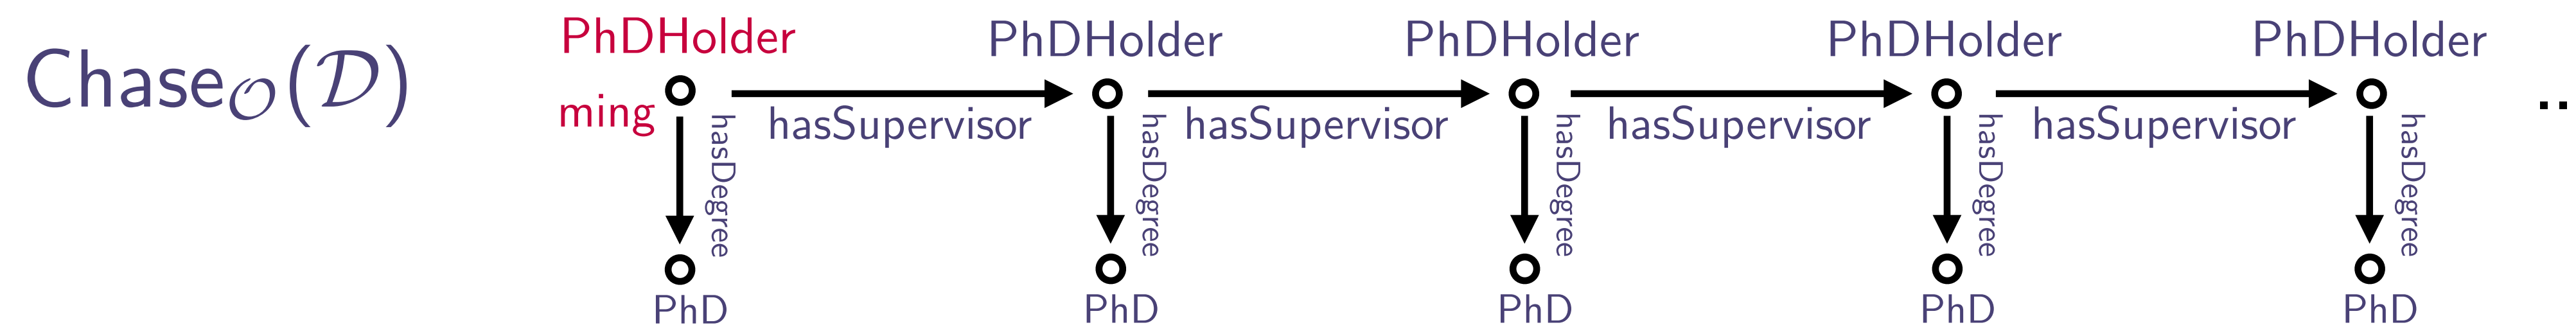 Chase𝒪(𝒟)
PhDHolder PhDHolder PhDHolder PhDHolder PhDHolder
ming
hasSupervisor hasSupervisor hasSupervisor hasSupervisor
..
hasDegree hasDegree hasDegree hasDegree hasDegree
PhD PhD PhD PhD PhD